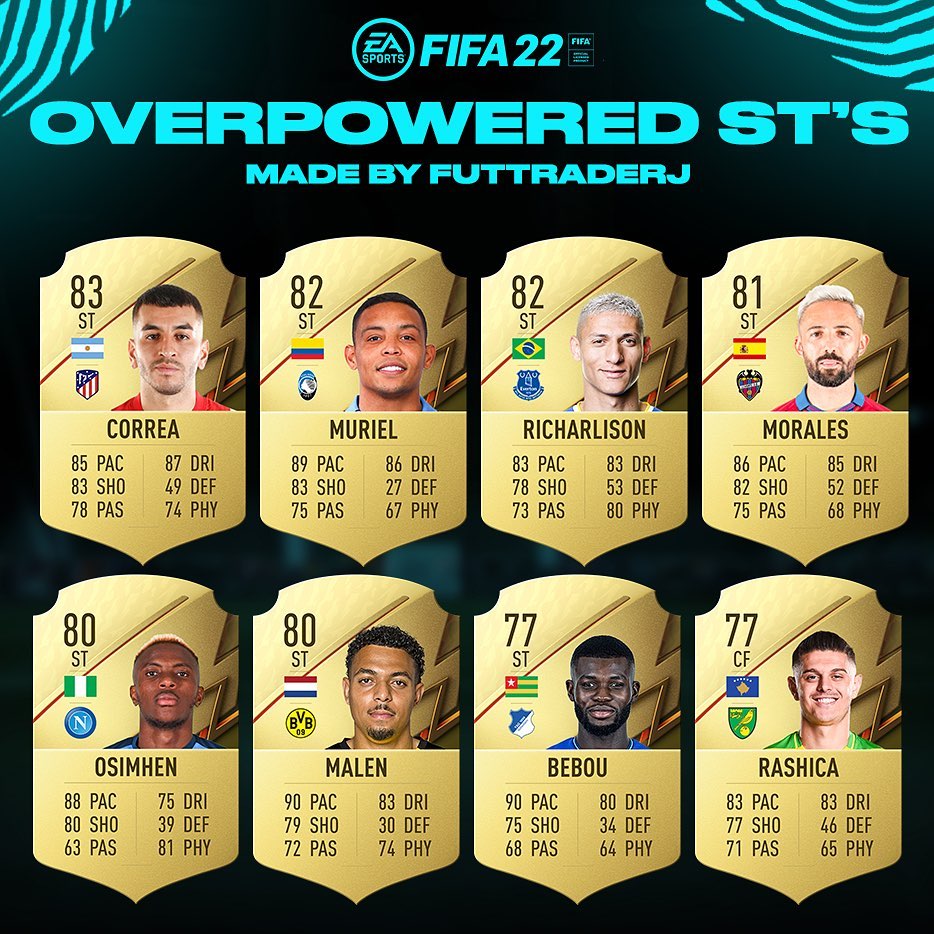 EA SPORTS FIFA 22 FIFA
OVERPOWERED ST'S
MADE BY FUTTRADERJ
83
ST
CORREA
85 PAC 87 DRI
83 SHO 49 DEF
78 PAS 74 PHY
82
ST
MURIEL
89 PAC 86 DRI
83 SHO 27 DEF
75 PAS 67 PHY
82
ST
Everton
RICHARLISON
83 PAC 83 DRI
78 SHO 53 DEF
73 PAS 80 PHY
81
ST
MORALES
86 PAC 85 DRI
82 SHO 52 DEF
75 PAS 68 PHY
80
ST
N
OSIMHEN
88 PAC 75 DRI
80 SHO 39 DEF
63 PAS 81 PHY
80
ST
BVB
09
MALEN
90 PAC 83 DRI
79 SHO 30 DEF
72 PAS 74 PHY
77
ST
BEBOU
90 PAC 80 DRI
75 SHO 34 DEF
68 PAS 64 PHY
77
CF
RASHICA
83 PAC 83 DRI
77 SHO 46 DEF
71 PAS 65 PHY